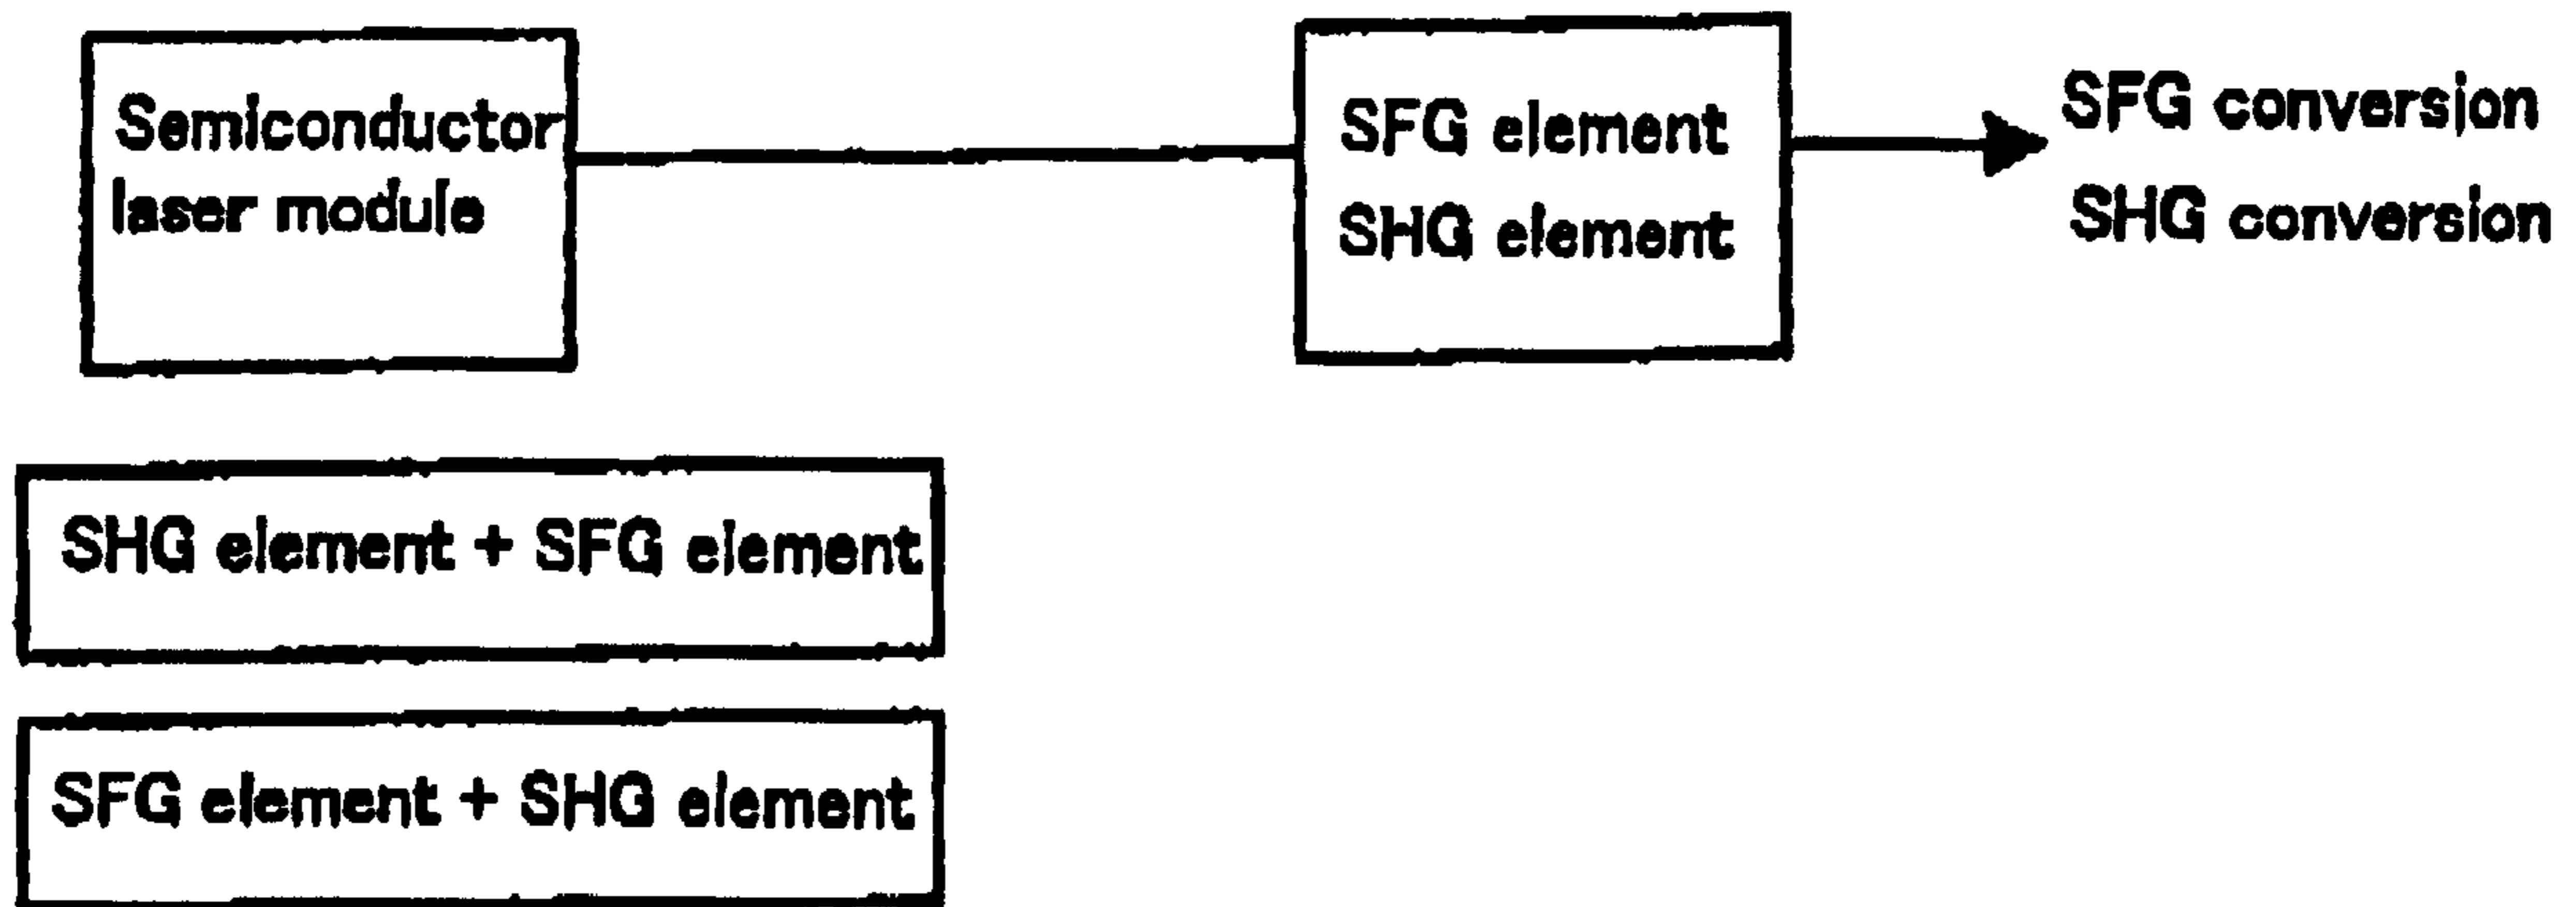 Semiconductor
laser module
SFG element
SHG element
SFG conversion
SHG conversion
SHG element + SFG element
SFG element + SHG element